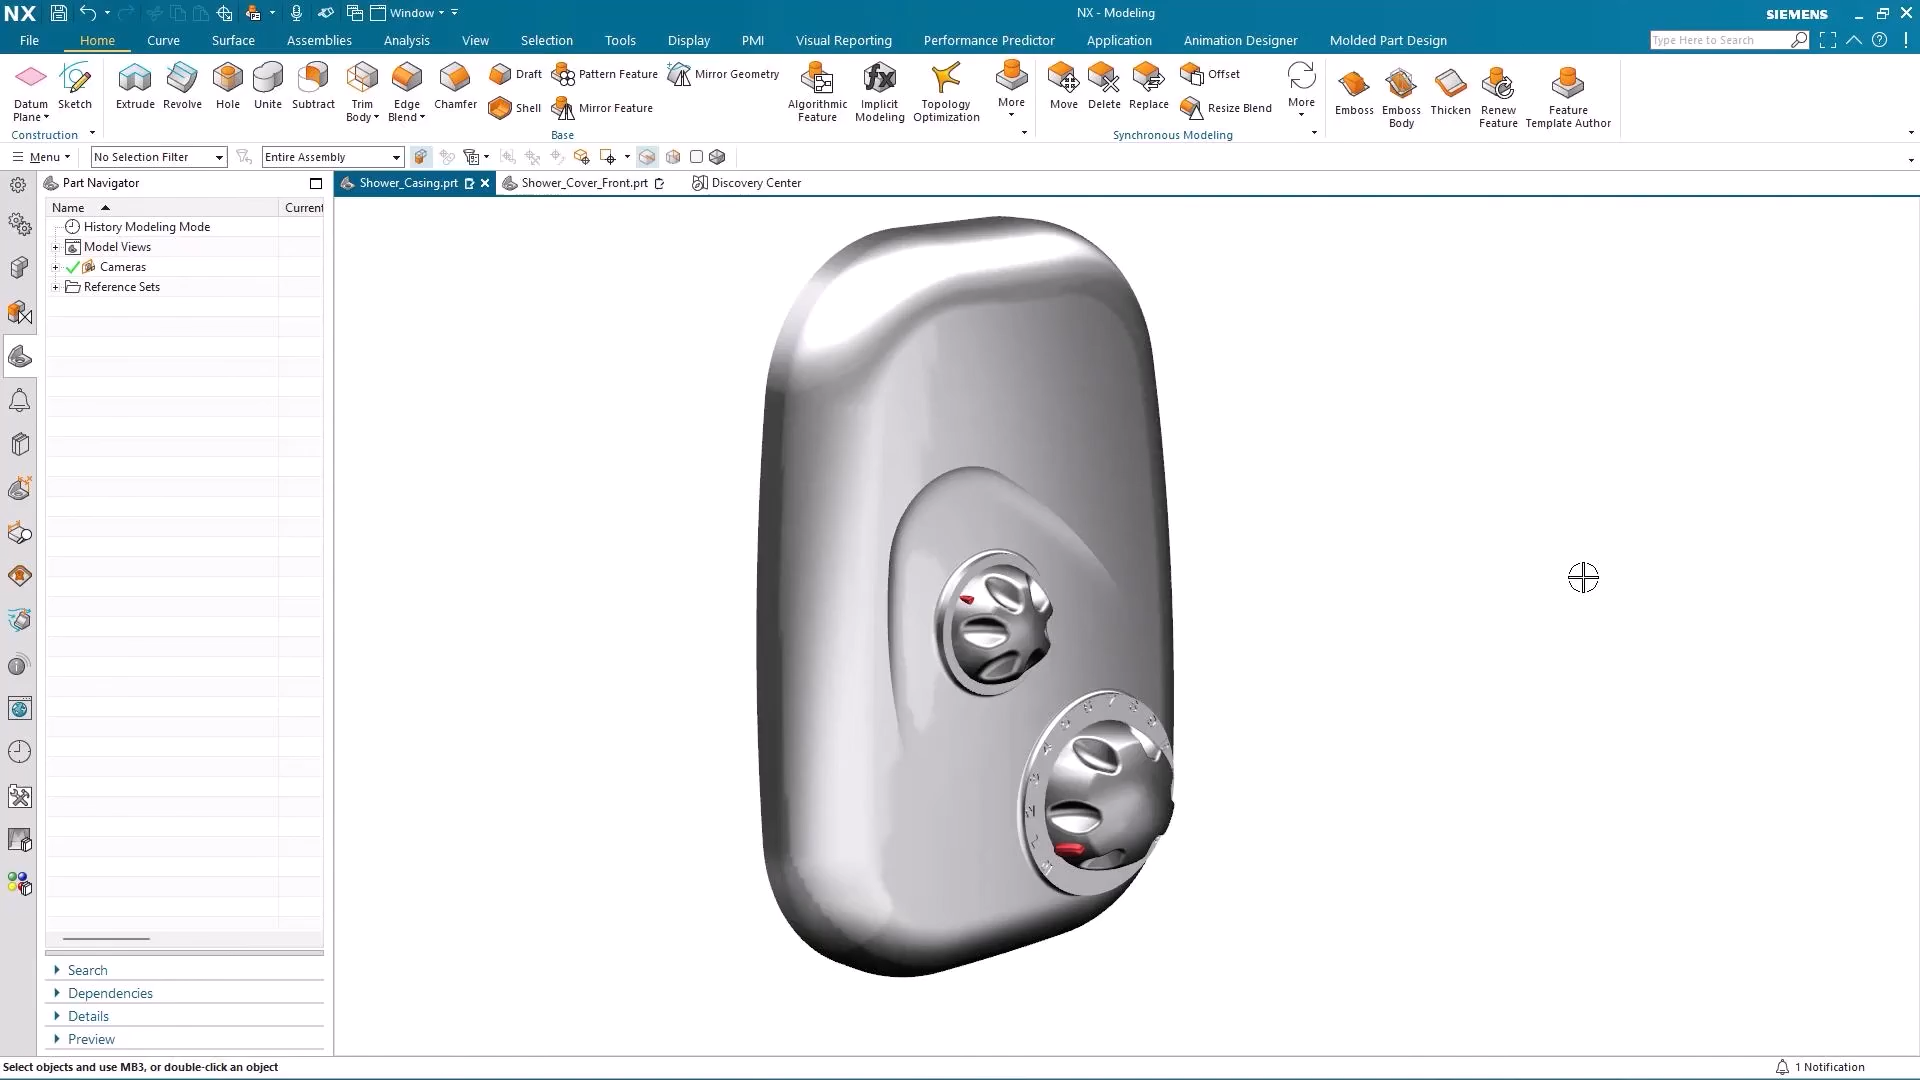 NX Window NX - Modeling SIEMENS
File Home Curve Surface Assemblies Analysis View Selection Tools Display PMI Visual Reporting Performance Predictor Application Animation Designer Molded Part Design Type Here to Search
Datum Plane Sketch Extrude Revolve Hole Unite Subtract Trim Body Edge Blend Chamfer Draft Shell Pattern Feature Mirror Feature Mirror Geometry Algorithmic Feature Implicit Modeling Topology Optimization More Move Delete Replace Offset Resize Blend More Emboss Emboss Body Thicken Renew Feature Feature Template Author
Construction Base Synchronous Modeling
Menu No Selection Filter Entire Assembly
Part Navigator Shower_Casing.prt Shower_Cover_Front.prt Discovery Center
Name Current
History Modeling Mode
Model Views
Cameras
Reference Sets
Search
Dependencies
Details
Preview
Select objects and use MB3, or double-click an object 1 Notification